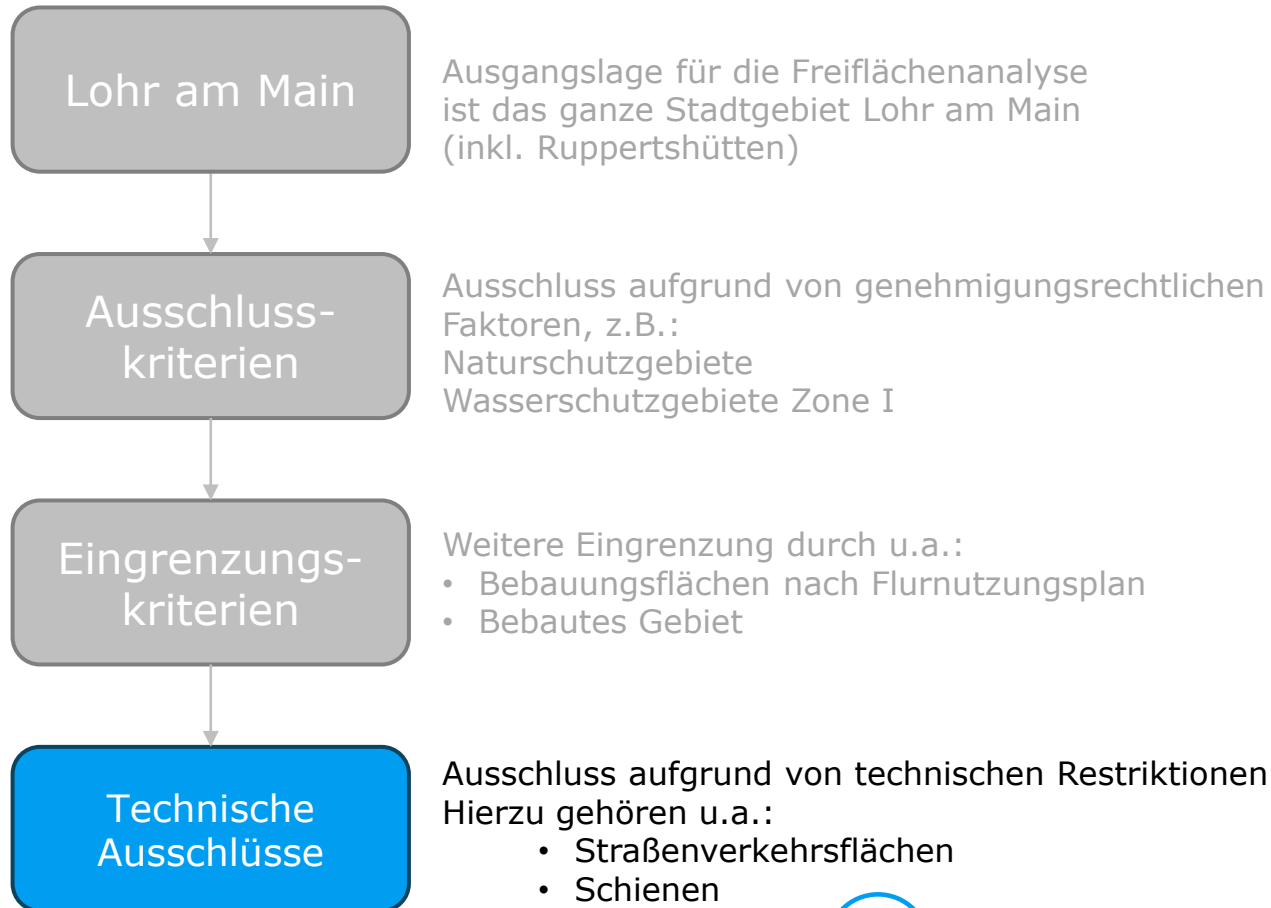 Lohr am Main
Ausgangslage für die Freiflächenanalyse
ist das ganze Stadtgebiet Lohr am Main
(inkl. Ruppertshütten)
Ausschluss-
kriterien
Ausschluss aufgrund von genehmigungsrechtlichen
Faktoren, z.B.:
Naturschutzgebiete
Wasserschutzgebiete Zone I
Eingrenzungs-
kriterien
Weitere Eingrenzung durch u.a.:
• Bebauungsflächen nach Flurnutzungsplan
• Bebautes Gebiet
Technische
Ausschlüsse
Ausschluss aufgrund von technischen Restriktionen
Hierzu gehören u.a.:
• Straßenverkehrsflächen
• Schienen